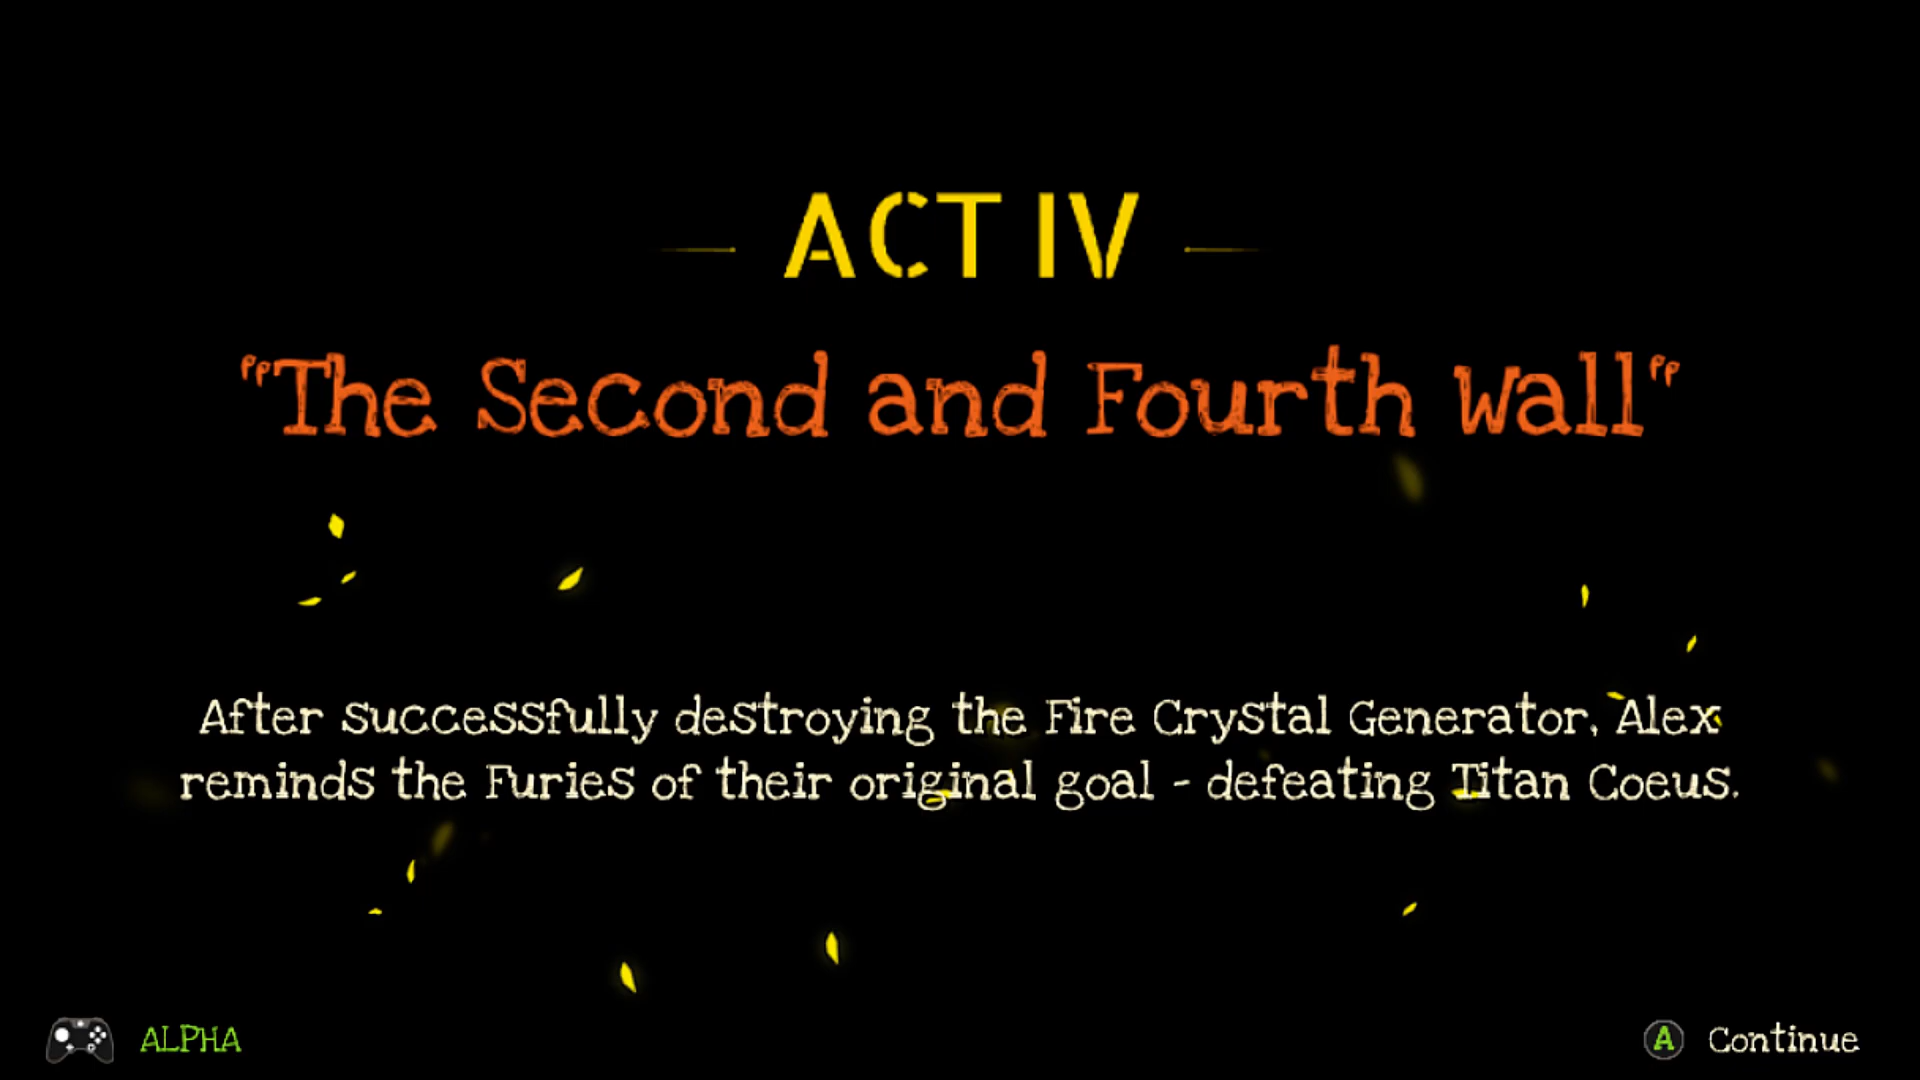 ACT IV
"The Second and Fourth Wall"
After successfully destroying the Fire Crystal Generator, Alex
reminds the Furies of their original goal - defeating Titan Coeus.
ALPHA
A Continue